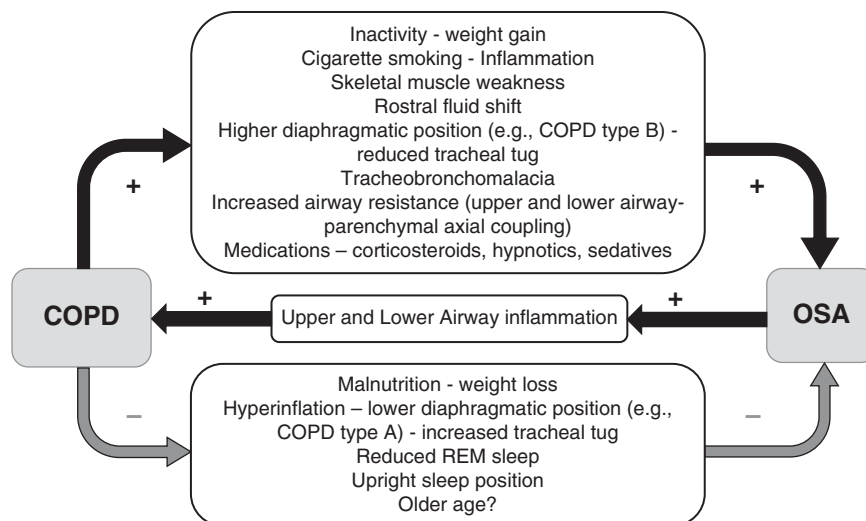 Inactivity - weight gain
Cigarette smoking - Inflammation
Skeletal muscle weakness
Rostral fluid shift
Higher diaphragmatic position (e.g., COPD type B) -
reduced tracheal tug
Tracheobronchomalacia
Increased airway resistance (upper and lower airway-
parenchymal axial coupling)
Medications – corticosteroids, hypnotics, sedatives
+
+
COPD
+
Upper and Lower Airway inflammation
+
OSA
–
–
Malnutrition - weight loss
Hyperinflation – lower diaphragmatic position (e.g.,
COPD type A) - increased tracheal tug
Reduced REM sleep
Upright sleep position
Older age?